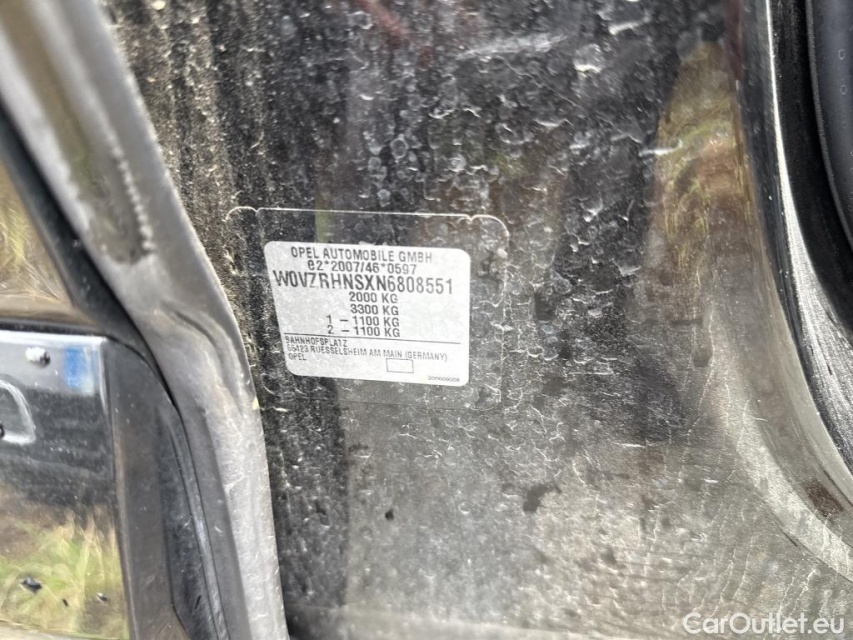 OPEL AUTOMOBILE GMBH
e2*2007/46*0597
W0VZRHNSXN6808551
2000 KG
3300 KG
1 - 1100 KG
2 - 1100 KG
BAHNHOFSPLATZ
65423 RUESSELSHEIM AM MAIN (GERMANY)
OPEL
CarOutlet.eu